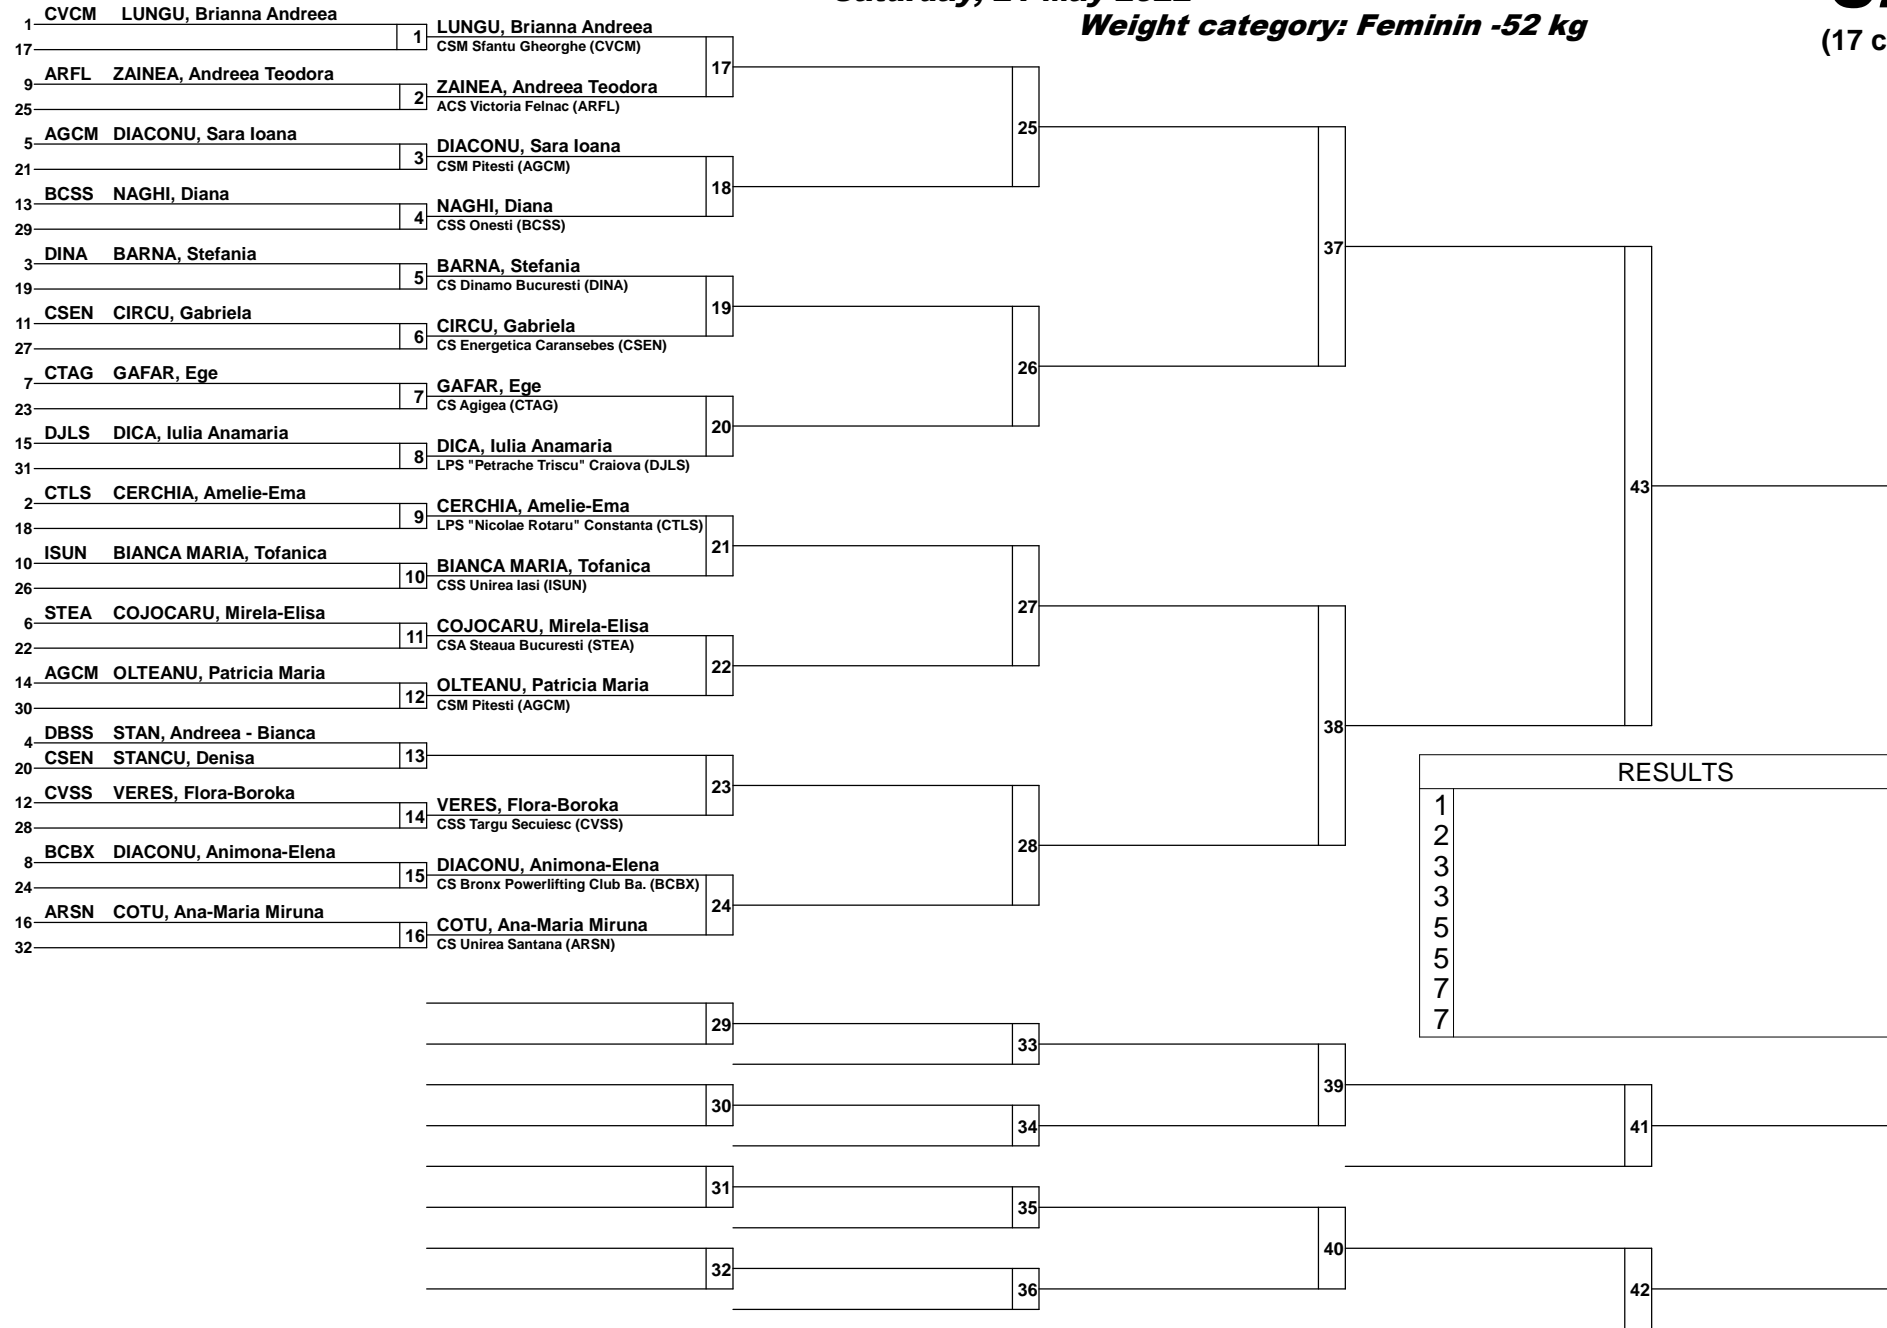 Weight category: Feminin -52 kg
(17 c
1 CVCM LUNGU, Brianna Andreea
17
1 LUNGU, Brianna Andreea
CSM Sfantu Gheorghe (CVCM)
17
9 ARFL ZAINEA, Andreea Teodora
25
2 ZAINEA, Andreea Teodora
ACS Victoria Felnac (ARFL)
25
5 AGCM DIACONU, Sara Ioana
21
3 DIACONU, Sara Ioana
CSM Pitesti (AGCM)
18
13 BCSS NAGHI, Diana
29
4 NAGHI, Diana
CSS Onesti (BCSS)
37
3 DINA BARNA, Stefania
19
5 BARNA, Stefania
CS Dinamo Bucuresti (DINA)
19
11 CSEN CIRCU, Gabriela
27
6 CIRCU, Gabriela
CS Energetica Caransebes (CSEN)
26
7 CTAG GAFAR, Ege
23
7 GAFAR, Ege
CS Agigea (CTAG)
20
15 DJLS DICA, Iulia Anamaria
31
8 DICA, Iulia Anamaria
LPS "Petrache Triscu" Craiova (DJLS)
43
2 CTLS CERCHIA, Amelie-Ema
18
9 CERCHIA, Amelie-Ema
LPS "Nicolae Rotaru" Constanta (CTLS)
21
10 ISUN BIANCA MARIA, Tofanica
26
10 BIANCA MARIA, Tofanica
CSS Unirea Iasi (ISUN)
27
6 STEA COJOCARU, Mirela-Elisa
22
11 COJOCARU, Mirela-Elisa
CSA Steaua Bucuresti (STEA)
22
14 AGCM OLTEANU, Patricia Maria
30
12 OLTEANU, Patricia Maria
CSM Pitesti (AGCM)
38
4 DBSS STAN, Andreea - Bianca
20 CSEN STANCU, Denisa
13
23
12 CVSS VERES, Flora-Boroka
28
14 VERES, Flora-Boroka
CSS Targu Secuiesc (CVSS)
28
8 BCBX DIACONU, Animona-Elena
24
15 DIACONU, Animona-Elena
CS Bronx Powerlifting Club Ba. (BCBX)
24
16 ARSN COTU, Ana-Maria Miruna
32
16 COTU, Ana-Maria Miruna
CS Unirea Santana (ARSN)
RESULTS
1
2
3
3
5
5
7
7
29
33
39
30
34
41
31
35
40
32
36
42